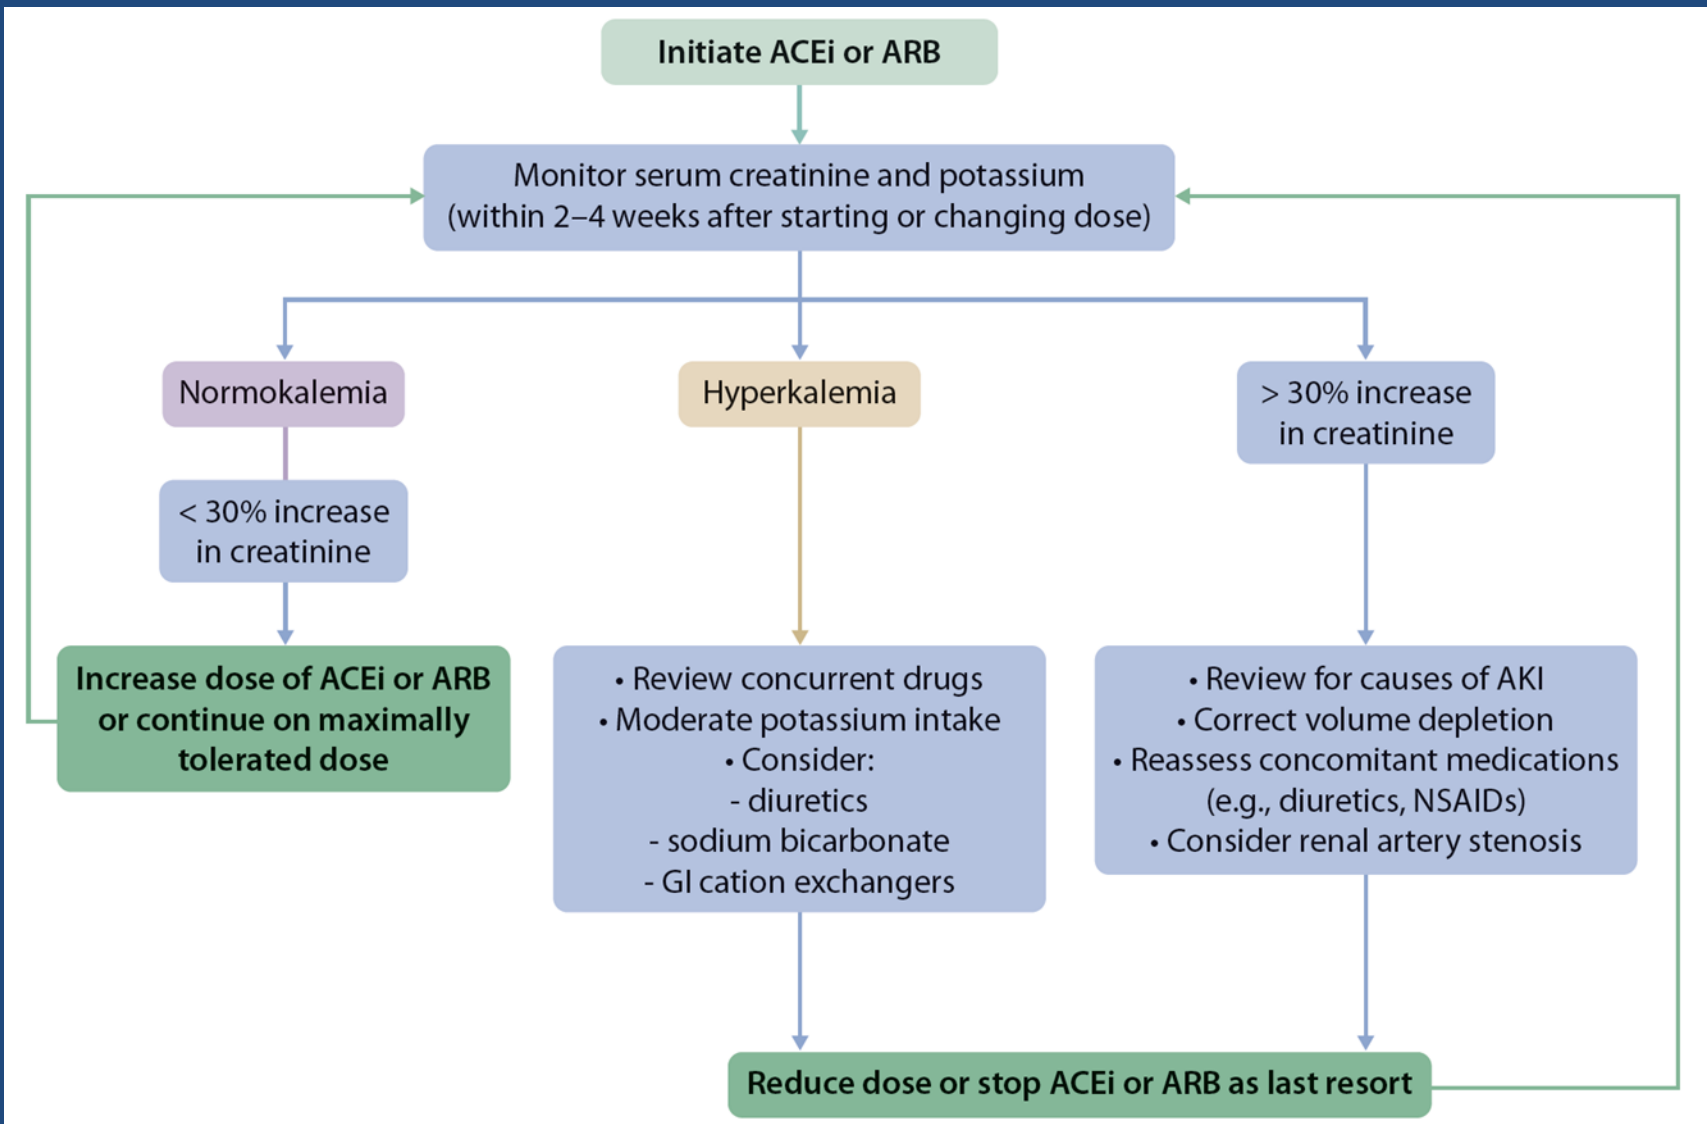 Initiate ACEi or ARB
Monitor serum creatinine and potassium
(within 2–4 weeks after starting or changing dose)
Normokalemia
Hyperkalemia
> 30% increase
in creatinine
< 30% increase
in creatinine
Increase dose of ACEi or ARB
or continue on maximally
tolerated dose
• Review concurrent drugs
• Moderate potassium intake
• Consider:
- diuretics
- sodium bicarbonate
- GI cation exchangers
• Review for causes of AKI
• Correct volume depletion
• Reassess concomitant medications
(e.g., diuretics, NSAIDs)
• Consider renal artery stenosis
Reduce dose or stop ACEi or ARB as last resort